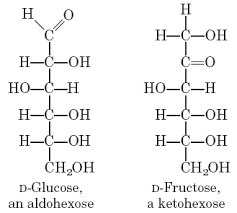 H O
C
H–C–OH
HO–C–H
H–C–OH
H–C–OH
CH₂OH
D-Glucose,
an aldohexose
H
H–C–OH
C=O
HO–C–H
H–C–OH
H–C–OH
CH₂OH
D-Fructose,
a ketohexose